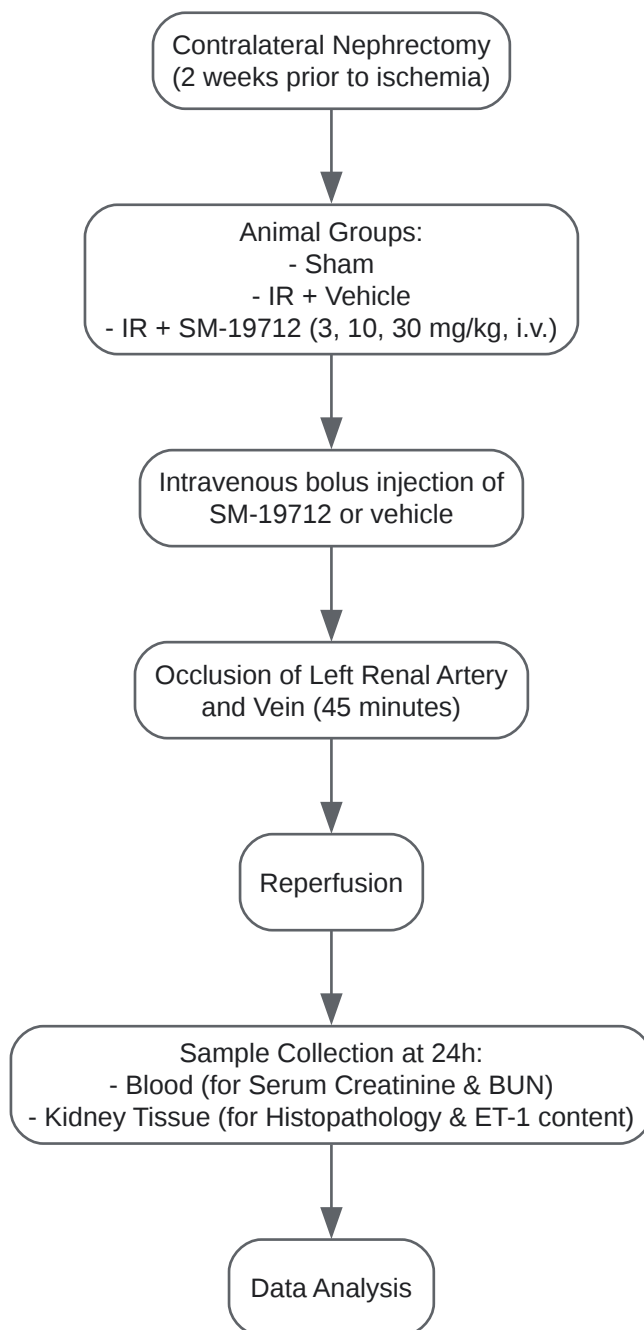 Contralateral Nephrectomy
(2 weeks prior to ischemia)
Animal Groups:
- Sham
- IR + Vehicle
- IR + SM-19712 (3, 10, 30 mg/kg, i.v.)
Intravenous bolus injection of
SM-19712 or vehicle
Occlusion of Left Renal Artery
and Vein (45 minutes)
Reperfusion
Sample Collection at 24h:
- Blood (for Serum Creatinine & BUN)
- Kidney Tissue (for Histopathology & ET-1 content)
Data Analysis